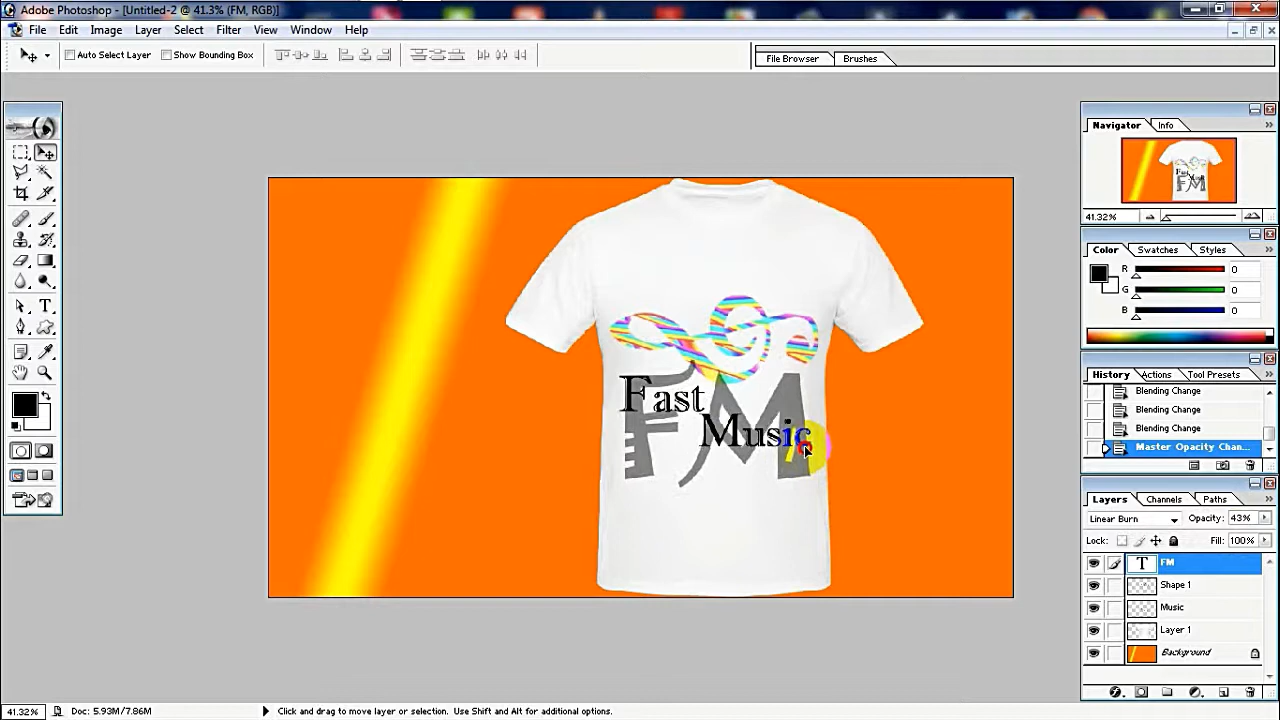 Adobe Photoshop - [Untitled-2 @ 41.3% (FM, RGB)]
File Edit Image Layer Select Filter View Window Help
Auto Select Layer Show Bounding Box File Browser Brushes
Navigator Info
41.32%
Color Swatches Styles
R 0
G 0
B 0
History Actions Tool Presets
Blending Change
Blending Change
Blending Change
Master Opacity Chan...
Layers Channels Paths
Linear Burn Opacity: 43%
Lock: Fill: 100%
T FM
Shape 1
Music
Layer 1
Background
FM
Fast
Music
41.32% Doc: 5.93M/7.86M Click and drag to move layer or selection. Use Shift and Alt for additional options.